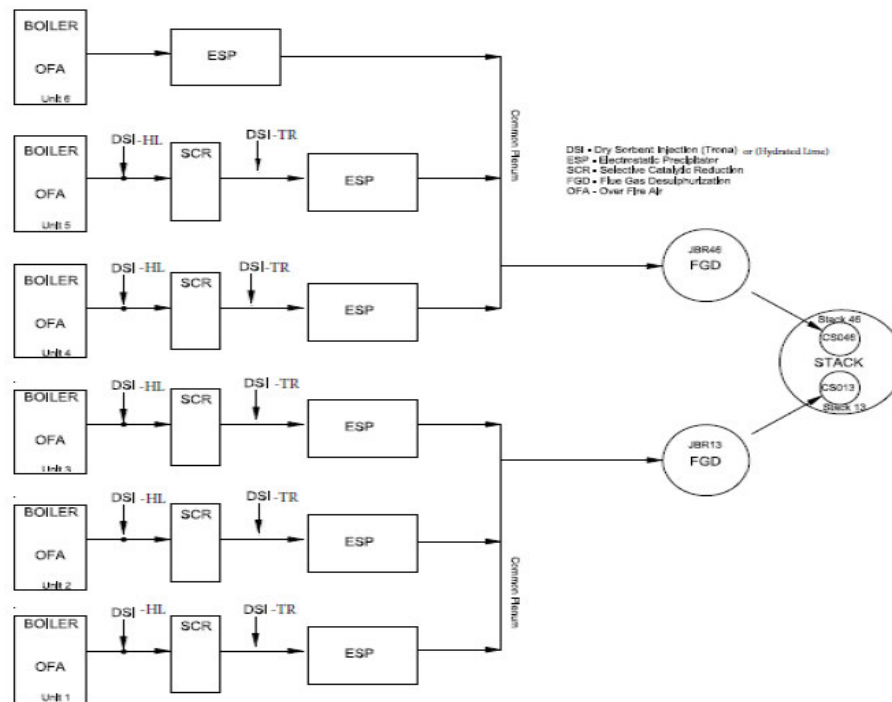 BOILER
OFA
Unit 6
ESP
BOILER
OFA
Unit 5
DSI-HL
SCR
DSI-TR
ESP
BOILER
OFA
Unit 4
DSI-HL
SCR
DSI-TR
ESP
Common Plenum
DSI - Dry Sorbent Injection (Trona) or (Hydrated Lime)
ESP - Electrostatic Precipitator
SCR - Selective Catalytic Reduction
FGD - Flue Gas Desulphurization
OFA - Over Fire Air
JBR46
FGD
Stack 46
CS046
STACK
CS013
Stack 13
JBR13
FGD
BOILER
OFA
Unit 3
DSI-HL
SCR
DSI-TR
ESP
BOILER
OFA
Unit 2
DSI-HL
SCR
DSI-TR
ESP
BOILER
OFA
Unit 1
DSI-HL
SCR
DSI-TR
ESP
Common Plenum